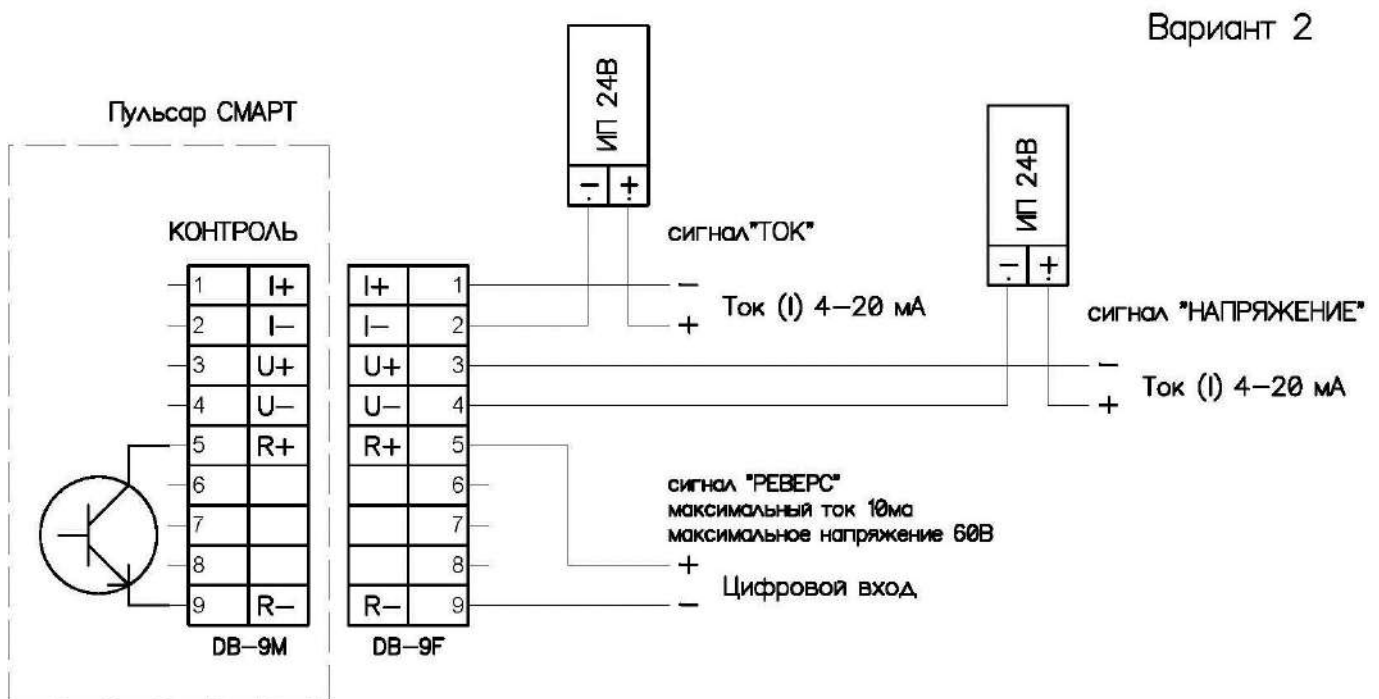 Вариант 2
Пульсар СМАРТ
ИП 24В
- +
ИП 24В
- +
КОНТРОЛЬ
1 I+
2 I-
3 U+
4 U-
5 R+
6
7
8
9 R-
DB-9M
I+ 1
I- 2
U+ 3
U- 4
R+ 5
6
7
8
R- 9
DB-9F
сигнал"ТОК"
-
Ток (I) 4-20 мА
+
сигнал "НАПРЯЖЕНИЕ"
-
Ток (I) 4-20 мА
+
сигнал "РЕВЕРС"
максимальный ток 10ма
максимальное напряжение 60В
+
Цифровой вход
-